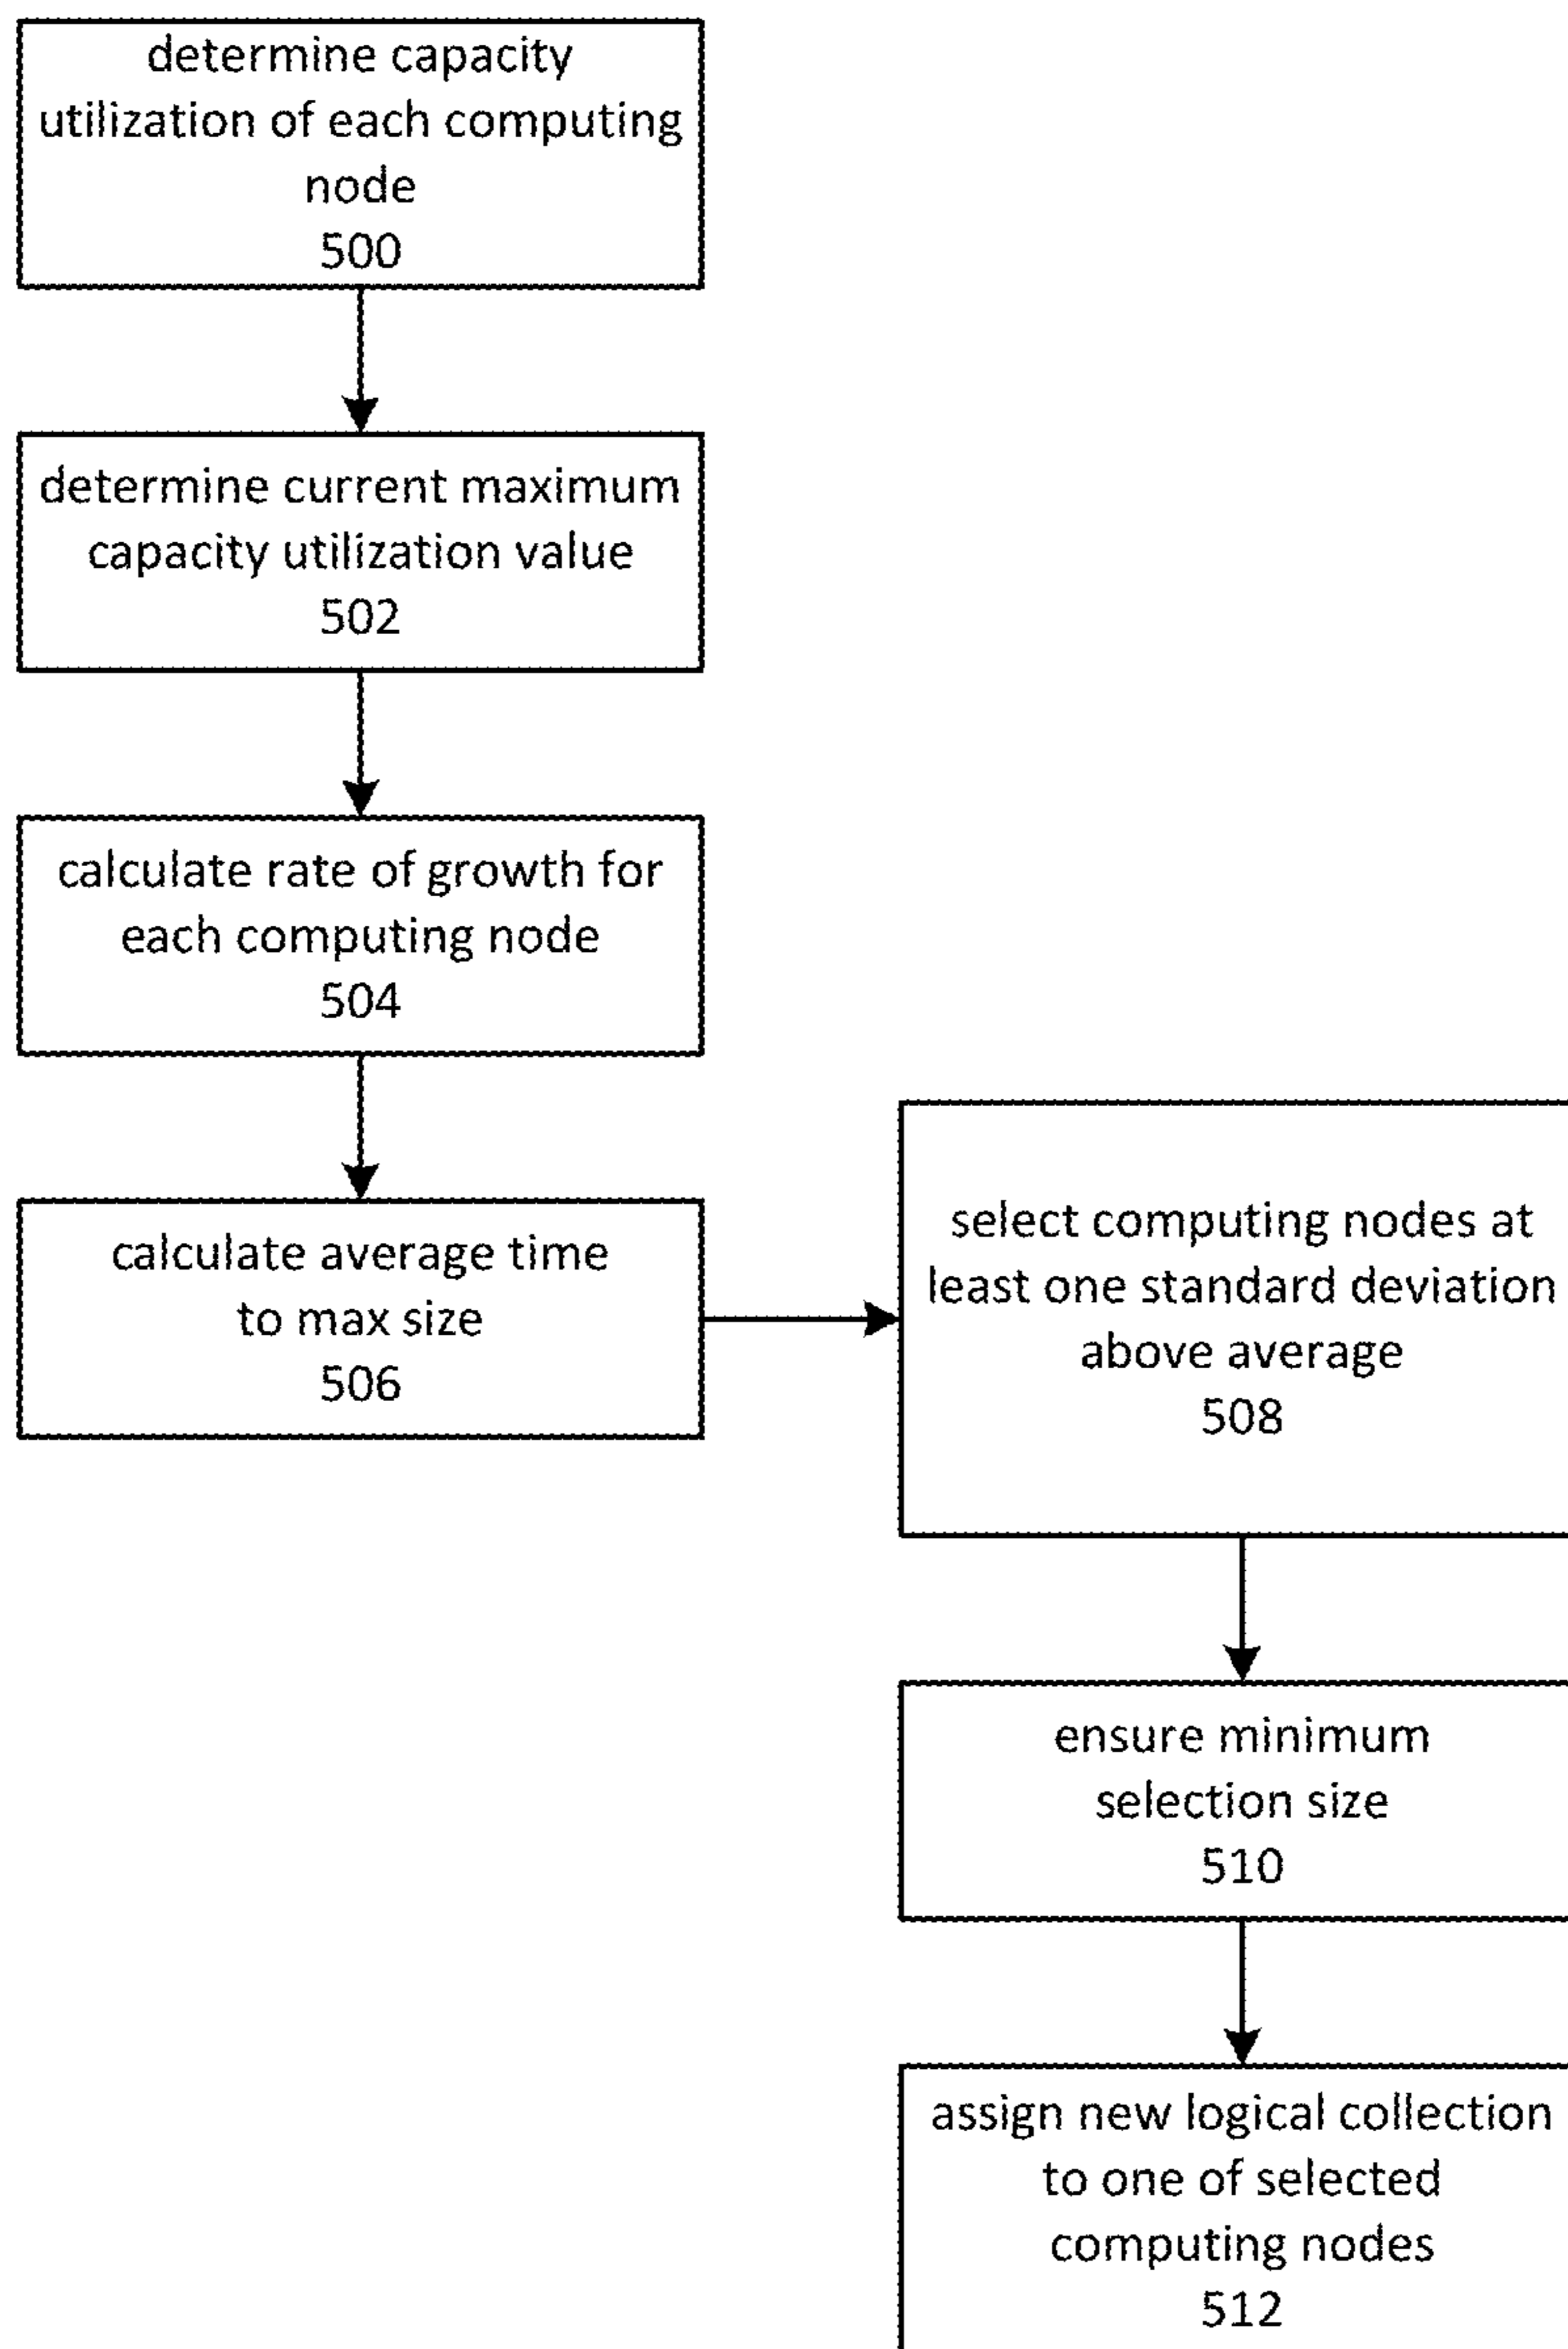 determine capacity
utilization of each computing
node
500
determine current maximum
capacity utilization value
502
calculate rate of growth for
each computing node
504
calculate average time
to max size
506
select computing nodes at
least one standard deviation
above average
508
ensure minimum
selection size
510
assign new logical collection
to one of selected
computing nodes
512